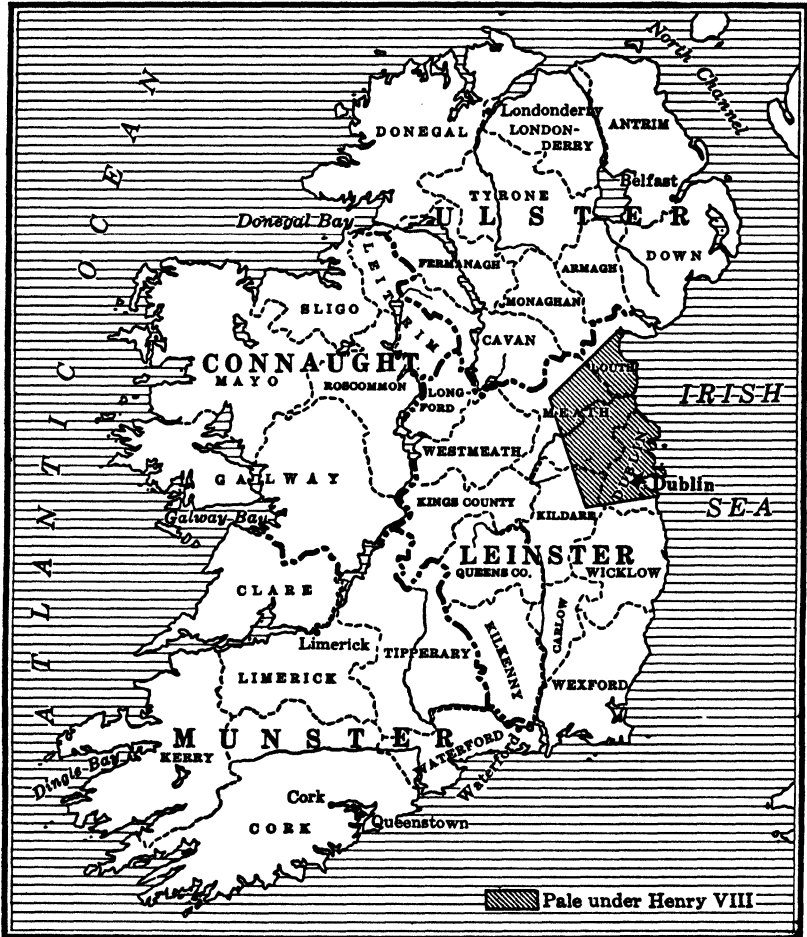 North Channel
ATLANTIC OCEAN
DONEGAL
Londonderry
LONDON-
DERRY
ANTRIM
Belfast
TYRONE
ULSTER
Donegal Bay
DOWN
LEITRIM
FERMANAGH
ARMAGH
MONAGHAN
SLIGO
CAVAN
CONNAUGHT
MAYO
ROSCOMMON
LONG
FORD
LOUTH
IRISH
SEA
MEATH
WESTMEATH
DUBLIN
Dublin
GALWAY
KINGS COUNTY
Galway Bay
KILDARE
LEINSTER
QUEENS CO.
WICKLOW
CLARE
CARLOW
KILKENNY
Limerick
TIPPERARY
LIMERICK
WEXFORD
MUNSTER
WATERFORD
Waterford
KERRY
Dingle Bay
Cork
CORK
Queenstown
Pale under Henry VIII